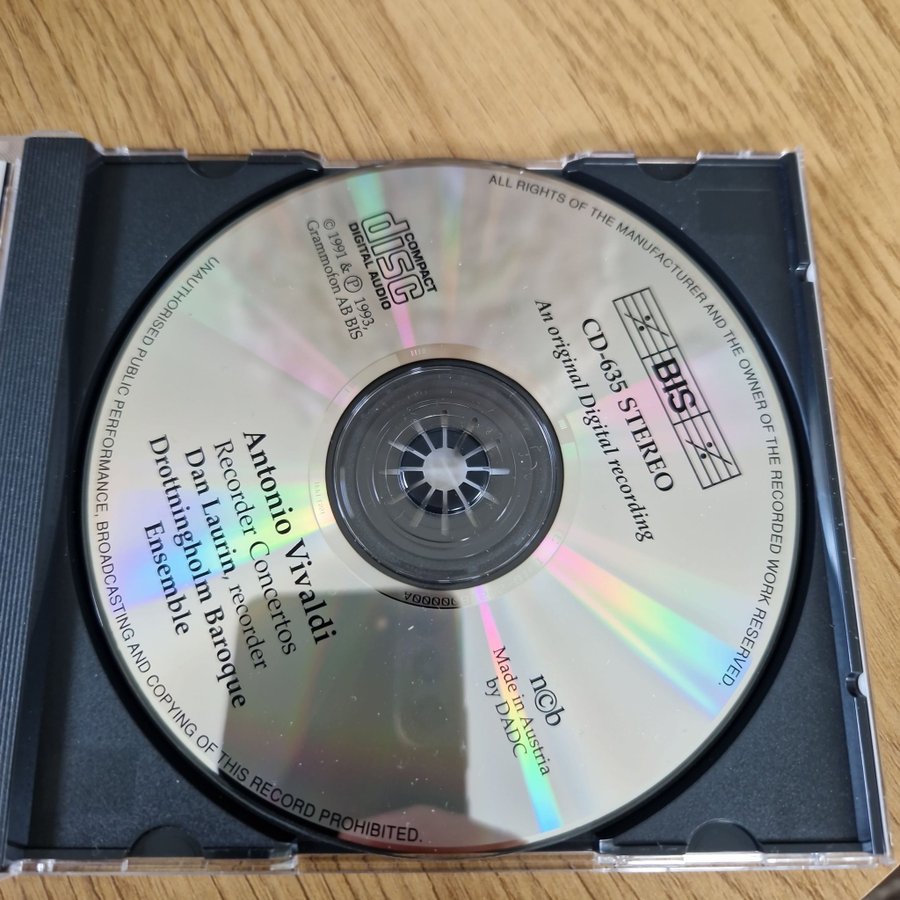 ALL RIGHTS OF THE MANUFACTURER AND THE OWNER OF THE RECORDED WORK RESERVED.
BIS
CD-635 STEREO
An original Digital recording
COMPACT
disc
DIGITAL AUDIO
© 1991 & ℗ 1993,
Grammofon AB BIS
Antonio Vivaldi
Recorder Concertos
Dan Laurin, recorder
Drottningholm Baroque
Ensemble
n©b
Made in Austria
by DADC
UNAUTHORISED PUBLIC PERFORMANCE, BROADCASTING AND COPYING OF THIS RECORD PROHIBITED.